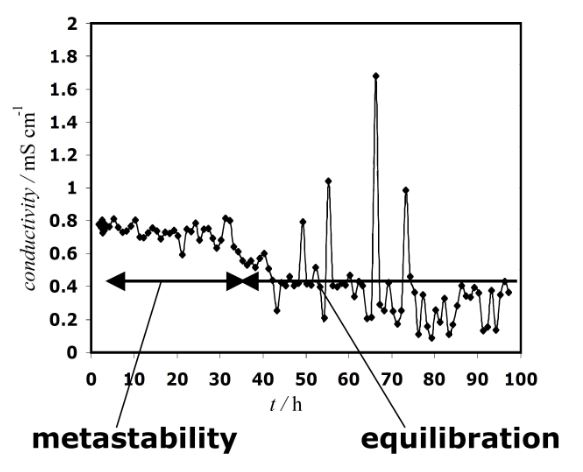 2
1.8
1.6
1.4
1.2
1
0.8
0.6
0.4
0.2
0
conductivity / mS cm⁻¹
0 10 20 30 40 50 60 70 80 90 100
t / h
metastability equilibration